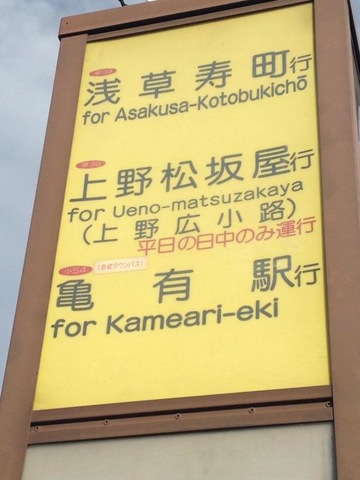 浅草寿町行
for Asakusa-Kotobukichō
上野松坂屋行
for Ueno-matsuzakaya
(上野広小路)
平日の日中のみ運行
小54 (京成タウンバス)
亀有駅行
for Kameari-eki